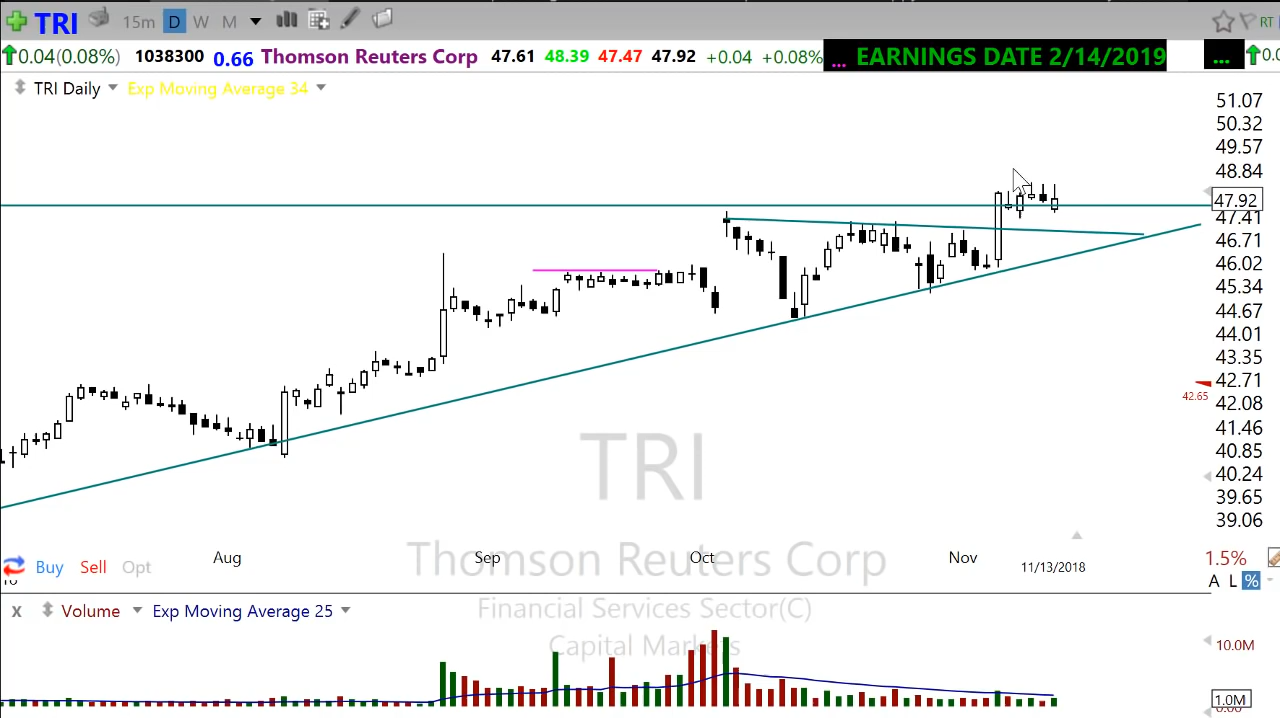 TRI 15m D W M RT
0.04(0.08%) 1038300 0.66 Thomson Reuters Corp 47.61 48.39 47.47 47.92 +0.04 +0.08% ... EARNINGS DATE 2/14/2019 ... 0.0
TRI Daily Exp Moving Average 34
51.07
50.32
49.57
48.84
47.92
47.41
46.71
46.02
45.34
44.67
44.01
43.35
42.71
42.65
42.08
41.46
40.85
40.24
39.65
39.06
TRI
Thomson Reuters Corp
Financial Services Sector(C)
Capital Markets
Aug Sep Oct Nov 11/13/2018
Buy Sell Opt
1.5%
A L %
x Volume Exp Moving Average 25
10.0M
1.0M